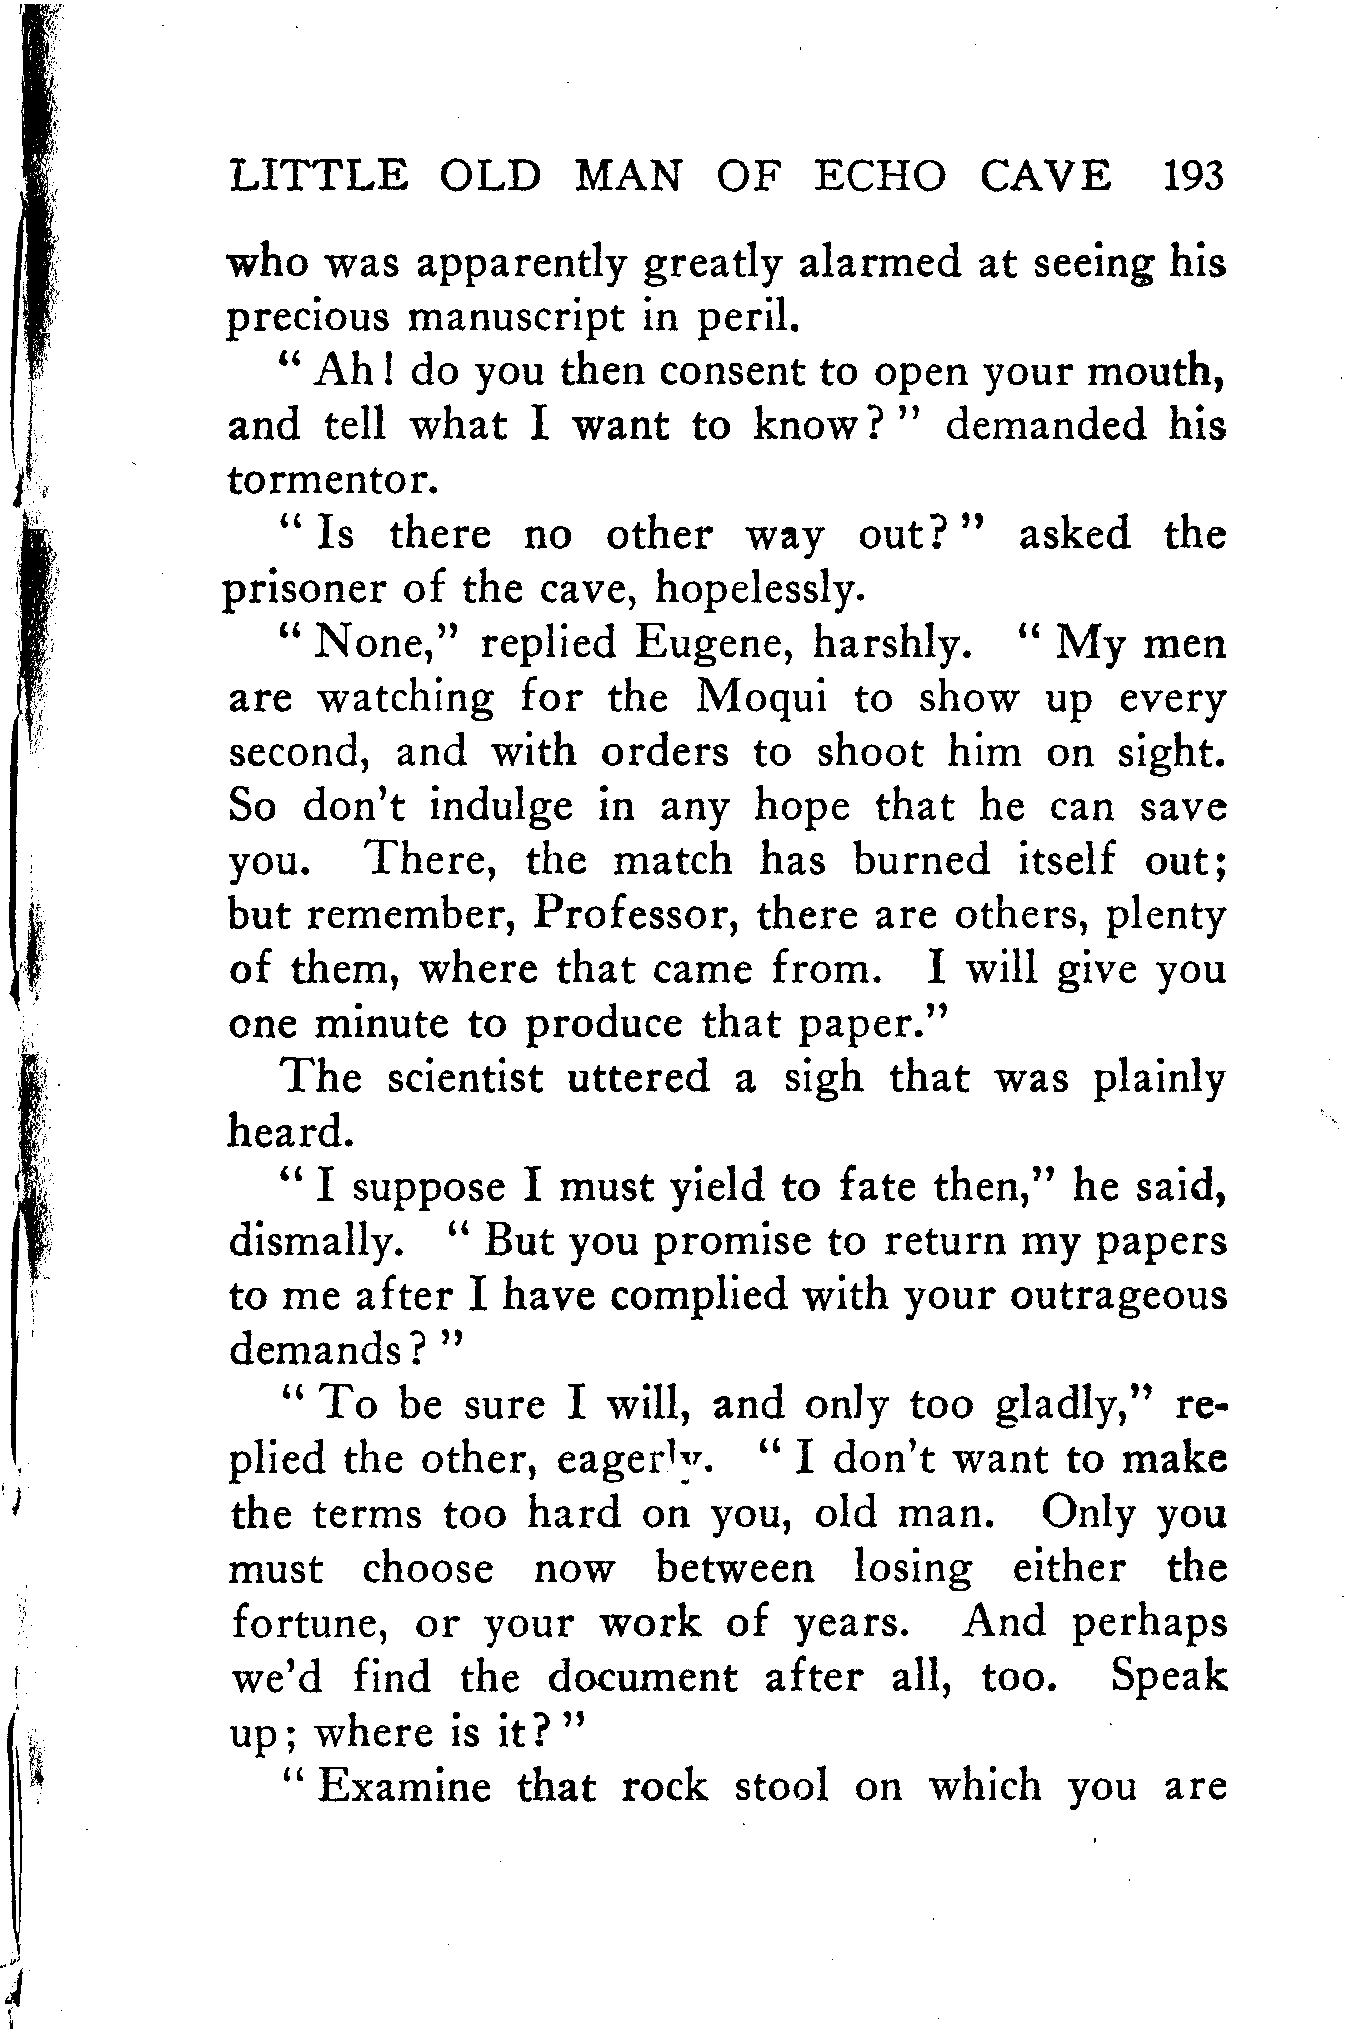 LITTLE OLD MAN OF ECHO CAVE 193
who was apparently greatly alarmed at seeing his
precious manuscript in peril.
“ Ah! do you then consent to open your mouth,
and tell what I want to know? ” demanded his
tormentor.
“ Is there no other way out? ” asked the
prisoner of the cave, hopelessly.
“ None,” replied Eugene, harshly. “ My men
are watching for the Moqui to show up every
second, and with orders to shoot him on sight.
So don’t indulge in any hope that he can save
you. There, the match has burned itself out;
but remember, Professor, there are others, plenty
of them, where that came from. I will give you
one minute to produce that paper.”
The scientist uttered a sigh that was plainly
heard.
“ I suppose I must yield to fate then,” he said,
dismally. “ But you promise to return my papers
to me after I have complied with your outrageous
demands? ”
“ To be sure I will, and only too gladly,” re-
plied the other, eagerly. “ I don’t want to make
the terms too hard on you, old man. Only you
must choose now between losing either the
fortune, or your work of years. And perhaps
we’d find the document after all, too. Speak
up; where is it? ”
“ Examine that rock stool on which you are